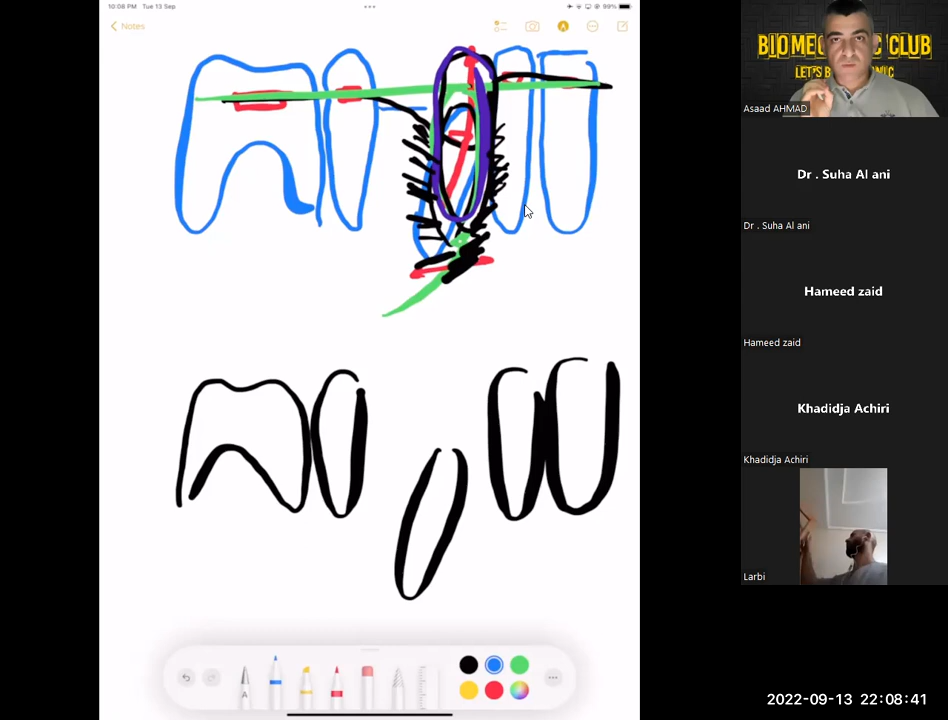 10:08 PM Tue 13 Sep
99%
Notes
A
Asaad AHMAD
LET'S B
Dr . Suha Al ani
Dr . Suha Al ani
Hameed zaid
Hameed zaid
Khadidja Achiri
Khadidja Achiri
Larbi
A
2022-09-13 22:08:41